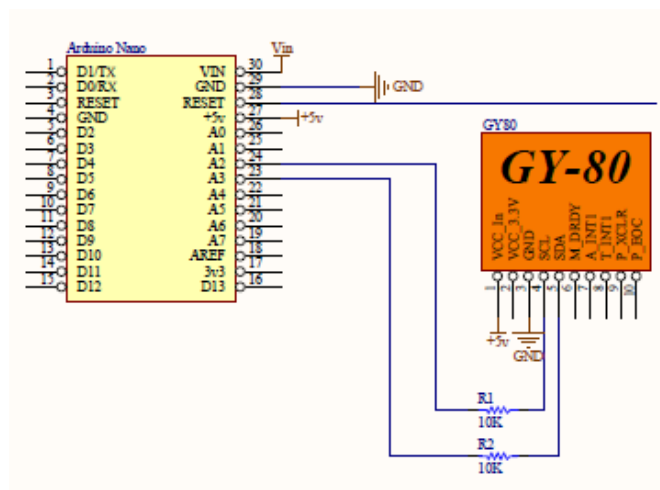 Arduino Nano
1 D1/TX VIN 30 Vin
2 D0/RX GND 29 GND
3 RESET RESET 28
4 GND +5v 27 +5v
5 D2 A0 26
6 D3 A1 25
7 D4 A2 24
8 D5 A3 23
9 D6 A4 22
10 D7 A5 21
11 D8 A6 20
12 D9 A7 19
13 D10 AREF 18
14 D11 3v3 17
15 D12 D13 16
GY80
GY-80
VCC_In
VCC_3.3V
GND
SCL
SDA
M_DRDY
A_INT1
T_INT1
P_XCLR
P_EOC
1 2 3 4 5 6 7 8 9 10
+5v
GND
R1
10K
R2
10K